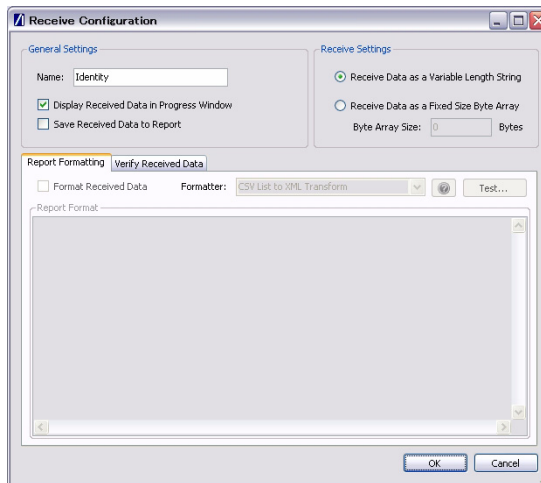 Receive Configuration
General Settings
Name: Identity
Display Received Data in Progress Window
Save Received Data to Report
Receive Settings
Receive Data as a Variable Length String
Receive Data as a Fixed Size Byte Array
Byte Array Size: 0 Bytes
Report Formatting Verify Received Data
Format Received Data Formatter: CSV List to XML Transform ? Test...
Report Format
OK Cancel